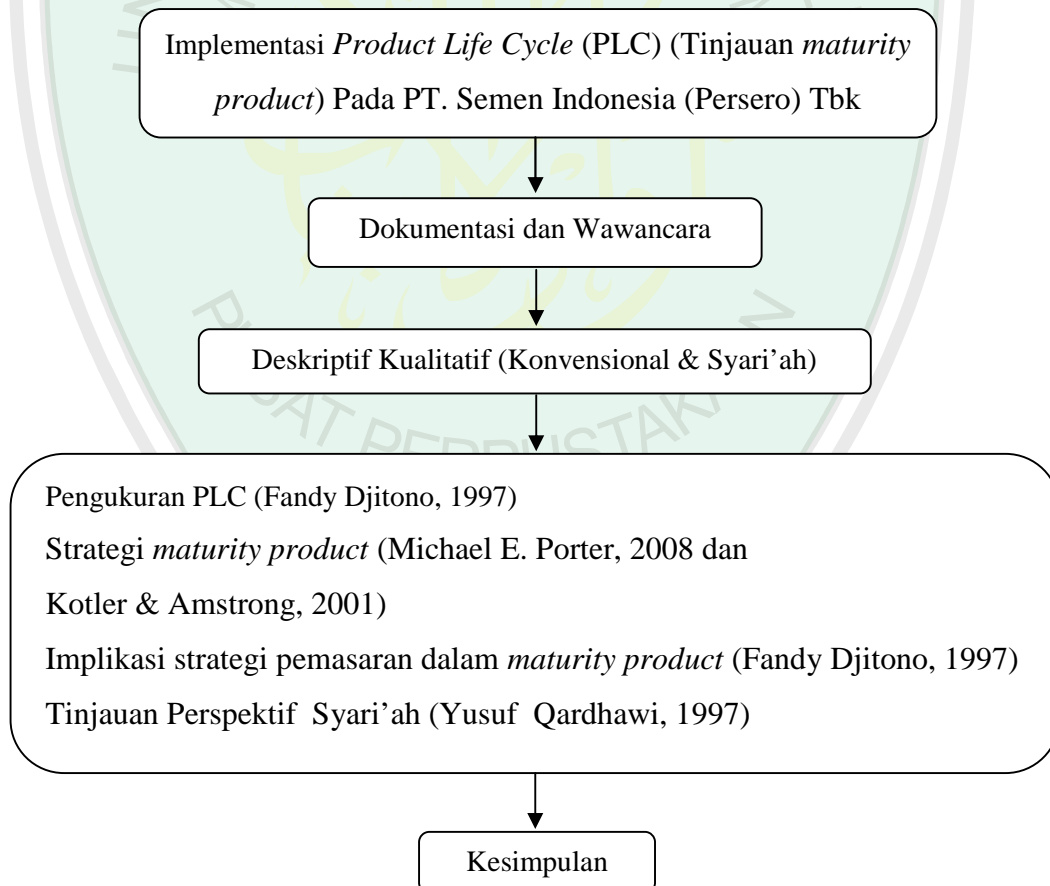 Implementasi Product Life Cycle (PLC) (Tinjauan maturity
product) Pada PT. Semen Indonesia (Persero) Tbk
Dokumentasi dan Wawancara
Deskriptif Kualitatif (Konvensional & Syari’ah)
Pengukuran PLC (Fandy Djitono, 1997)
Strategi maturity product (Michael E. Porter, 2008 dan
Kotler & Amstrong, 2001)
Implikasi strategi pemasaran dalam maturity product (Fandy Djitono, 1997)
Tinjauan Perspektif Syari’ah (Yusuf Qardhawi, 1997)
Kesimpulan